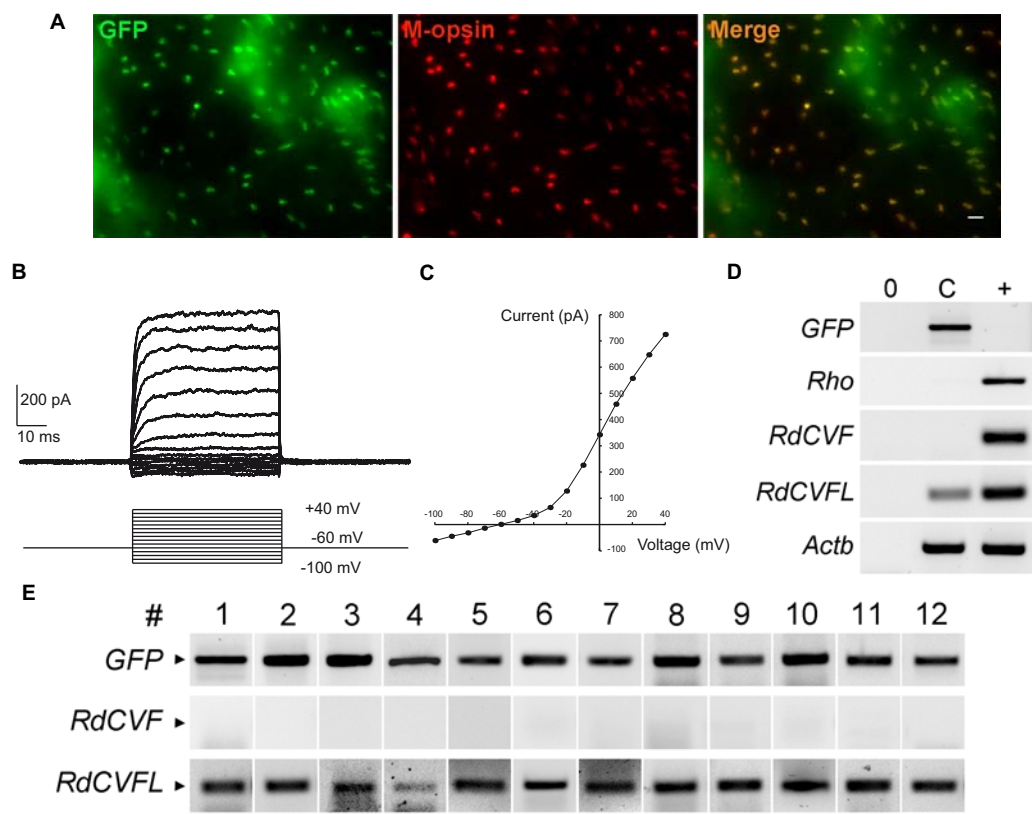 A
GFP
M-opsin
Merge
B
200 pA
10 ms
+40 mV
-60 mV
-100 mV
C
Current (pA)
800
700
600
500
400
300
200
100
-100 -80 -60 -40 -20 20 40
-100
Voltage (mV)
D
0 C +
GFP
Rho
RdCVF
RdCVFL
Actb
E
# 1 2 3 4 5 6 7 8 9 10 11 12
GFP ►
RdCVF ►
RdCVFL ►